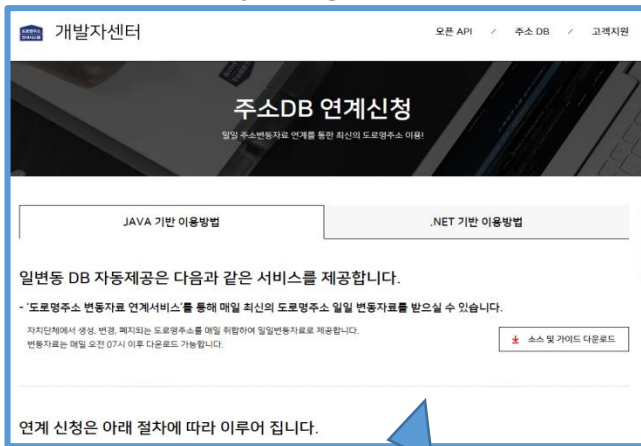 개발자센터
오픈 API / 주소 DB / 고객지원
주소DB 연계신청
일일 주소변동자료 연계를 통한 최신의 도로명주소 이용!
JAVA 기반 이용방법
.NET 기반 이용방법
일변동 DB 자동제공은 다음과 같은 서비스를 제공합니다.
- '도로명주소 변동자료 연계서비스'를 통해 매일 최신의 도로명주소 일일 변동자료를 받으실 수 있습니다.
자치단체에서 생성, 변경, 폐지되는 도로명주소를 매일 취합하여 일일변동자료로 제공합니다.
변동자료는 매일 오전 07시 이후 다운로드 가능합니다.
소스 및 가이드 다운로드
연계 신청은 아래 절차에 따라 이루어 집니다.